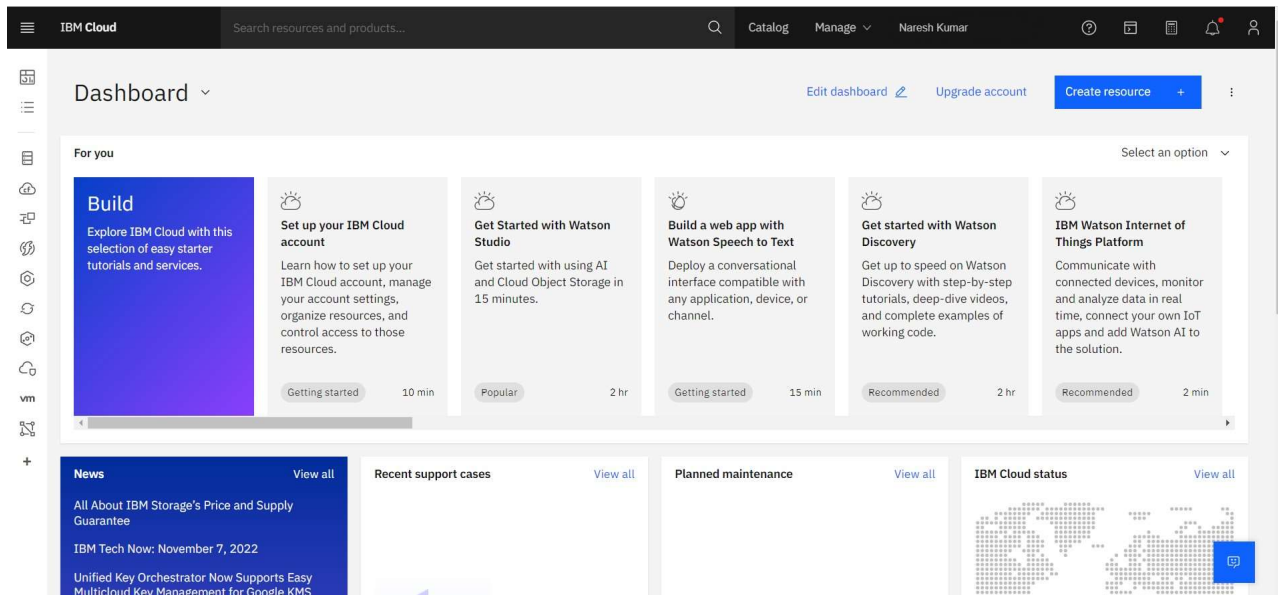 IBM Cloud
Search resources and products...
Catalog
Manage
Naresh Kumar
Dashboard
Edit dashboard
Upgrade account
Create resource +
For you
Select an option
Build
Explore IBM Cloud with this
selection of easy starter
tutorials and services.
Set up your IBM Cloud
account
Learn how to set up your
IBM Cloud account, manage
your account settings,
organize resources, and
control access to those
resources.
Getting started
10 min
Get Started with Watson
Studio
Get started with using AI
and Cloud Object Storage in
15 minutes.
Popular
2 hr
Build a web app with
Watson Speech to Text
Deploy a conversational
interface compatible with
any application, device, or
channel.
Getting started
15 min
Get started with Watson
Discovery
Get up to speed on Watson
Discovery with step-by-step
tutorials, deep-dive videos,
and complete examples of
working code.
Recommended
2 hr
IBM Watson Internet of
Things Platform
Communicate with
connected devices, monitor
and analyze data in real
time, connect your own IoT
apps and add Watson AI to
the solution.
Recommended
2 min
vm
+
News
View all
All About IBM Storage's Price and Supply
Guarantee
IBM Tech Now: November 7, 2022
Unified Key Orchestrator Now Supports Easy
Multicloud Key Management for Google KMS
Recent support cases
View all
Planned maintenance
View all
IBM Cloud status
View all